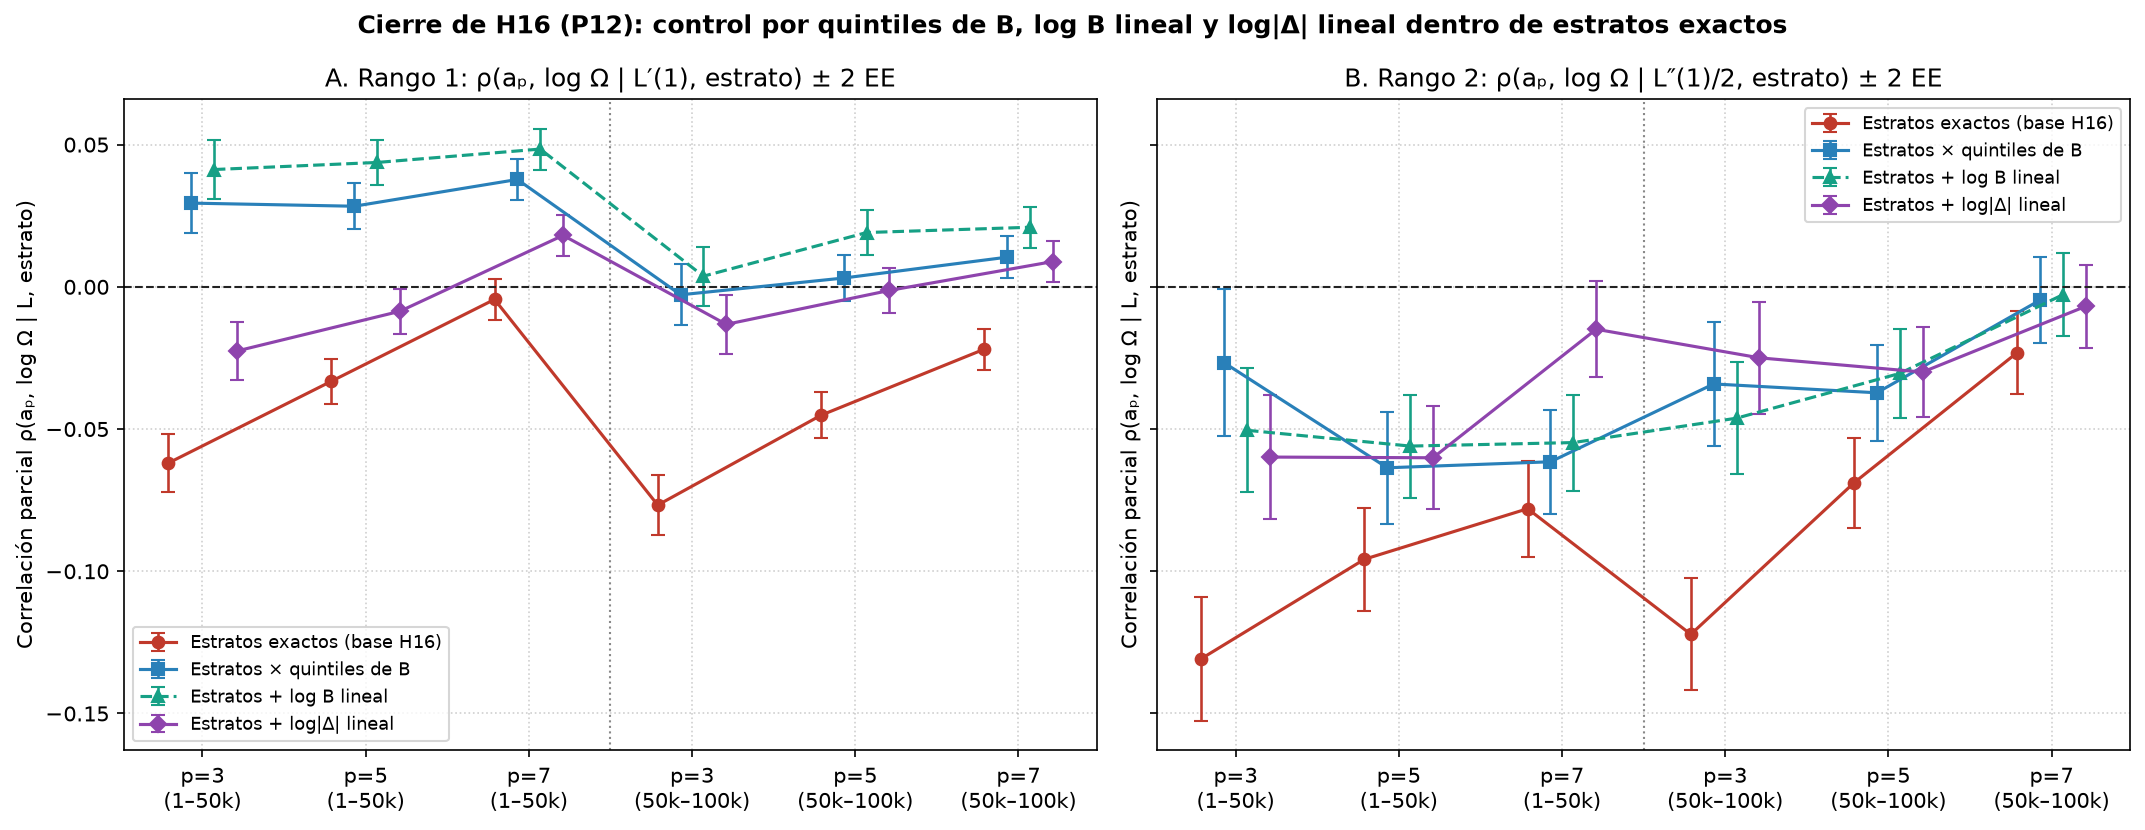 Cierre de H16 (P12): control por quintiles de B, log B lineal y log|Δ| lineal dentro de estratos exactos
A. Rango 1: ρ(aₚ, log Ω | L′(1), estrato) ± 2 EE
Correlación parcial ρ(aₚ, log Ω | L, estrato)
0.05
0.00
−0.05
−0.10
−0.15
Estratos exactos (base H16)
Estratos × quintiles de B
Estratos + log B lineal
Estratos + log|Δ| lineal
p=3
(1–50k)
p=5
(1–50k)
p=7
(1–50k)
p=3
(50k–100k)
p=5
(50k–100k)
p=7
(50k–100k)
B. Rango 2: ρ(aₚ, log Ω | L″(1)/2, estrato) ± 2 EE
Correlación parcial ρ(aₚ, log Ω | L, estrato)
Estratos exactos (base H16)
Estratos × quintiles de B
Estratos + log B lineal
Estratos + log|Δ| lineal
p=3
(1–50k)
p=5
(1–50k)
p=7
(1–50k)
p=3
(50k–100k)
p=5
(50k–100k)
p=7
(50k–100k)